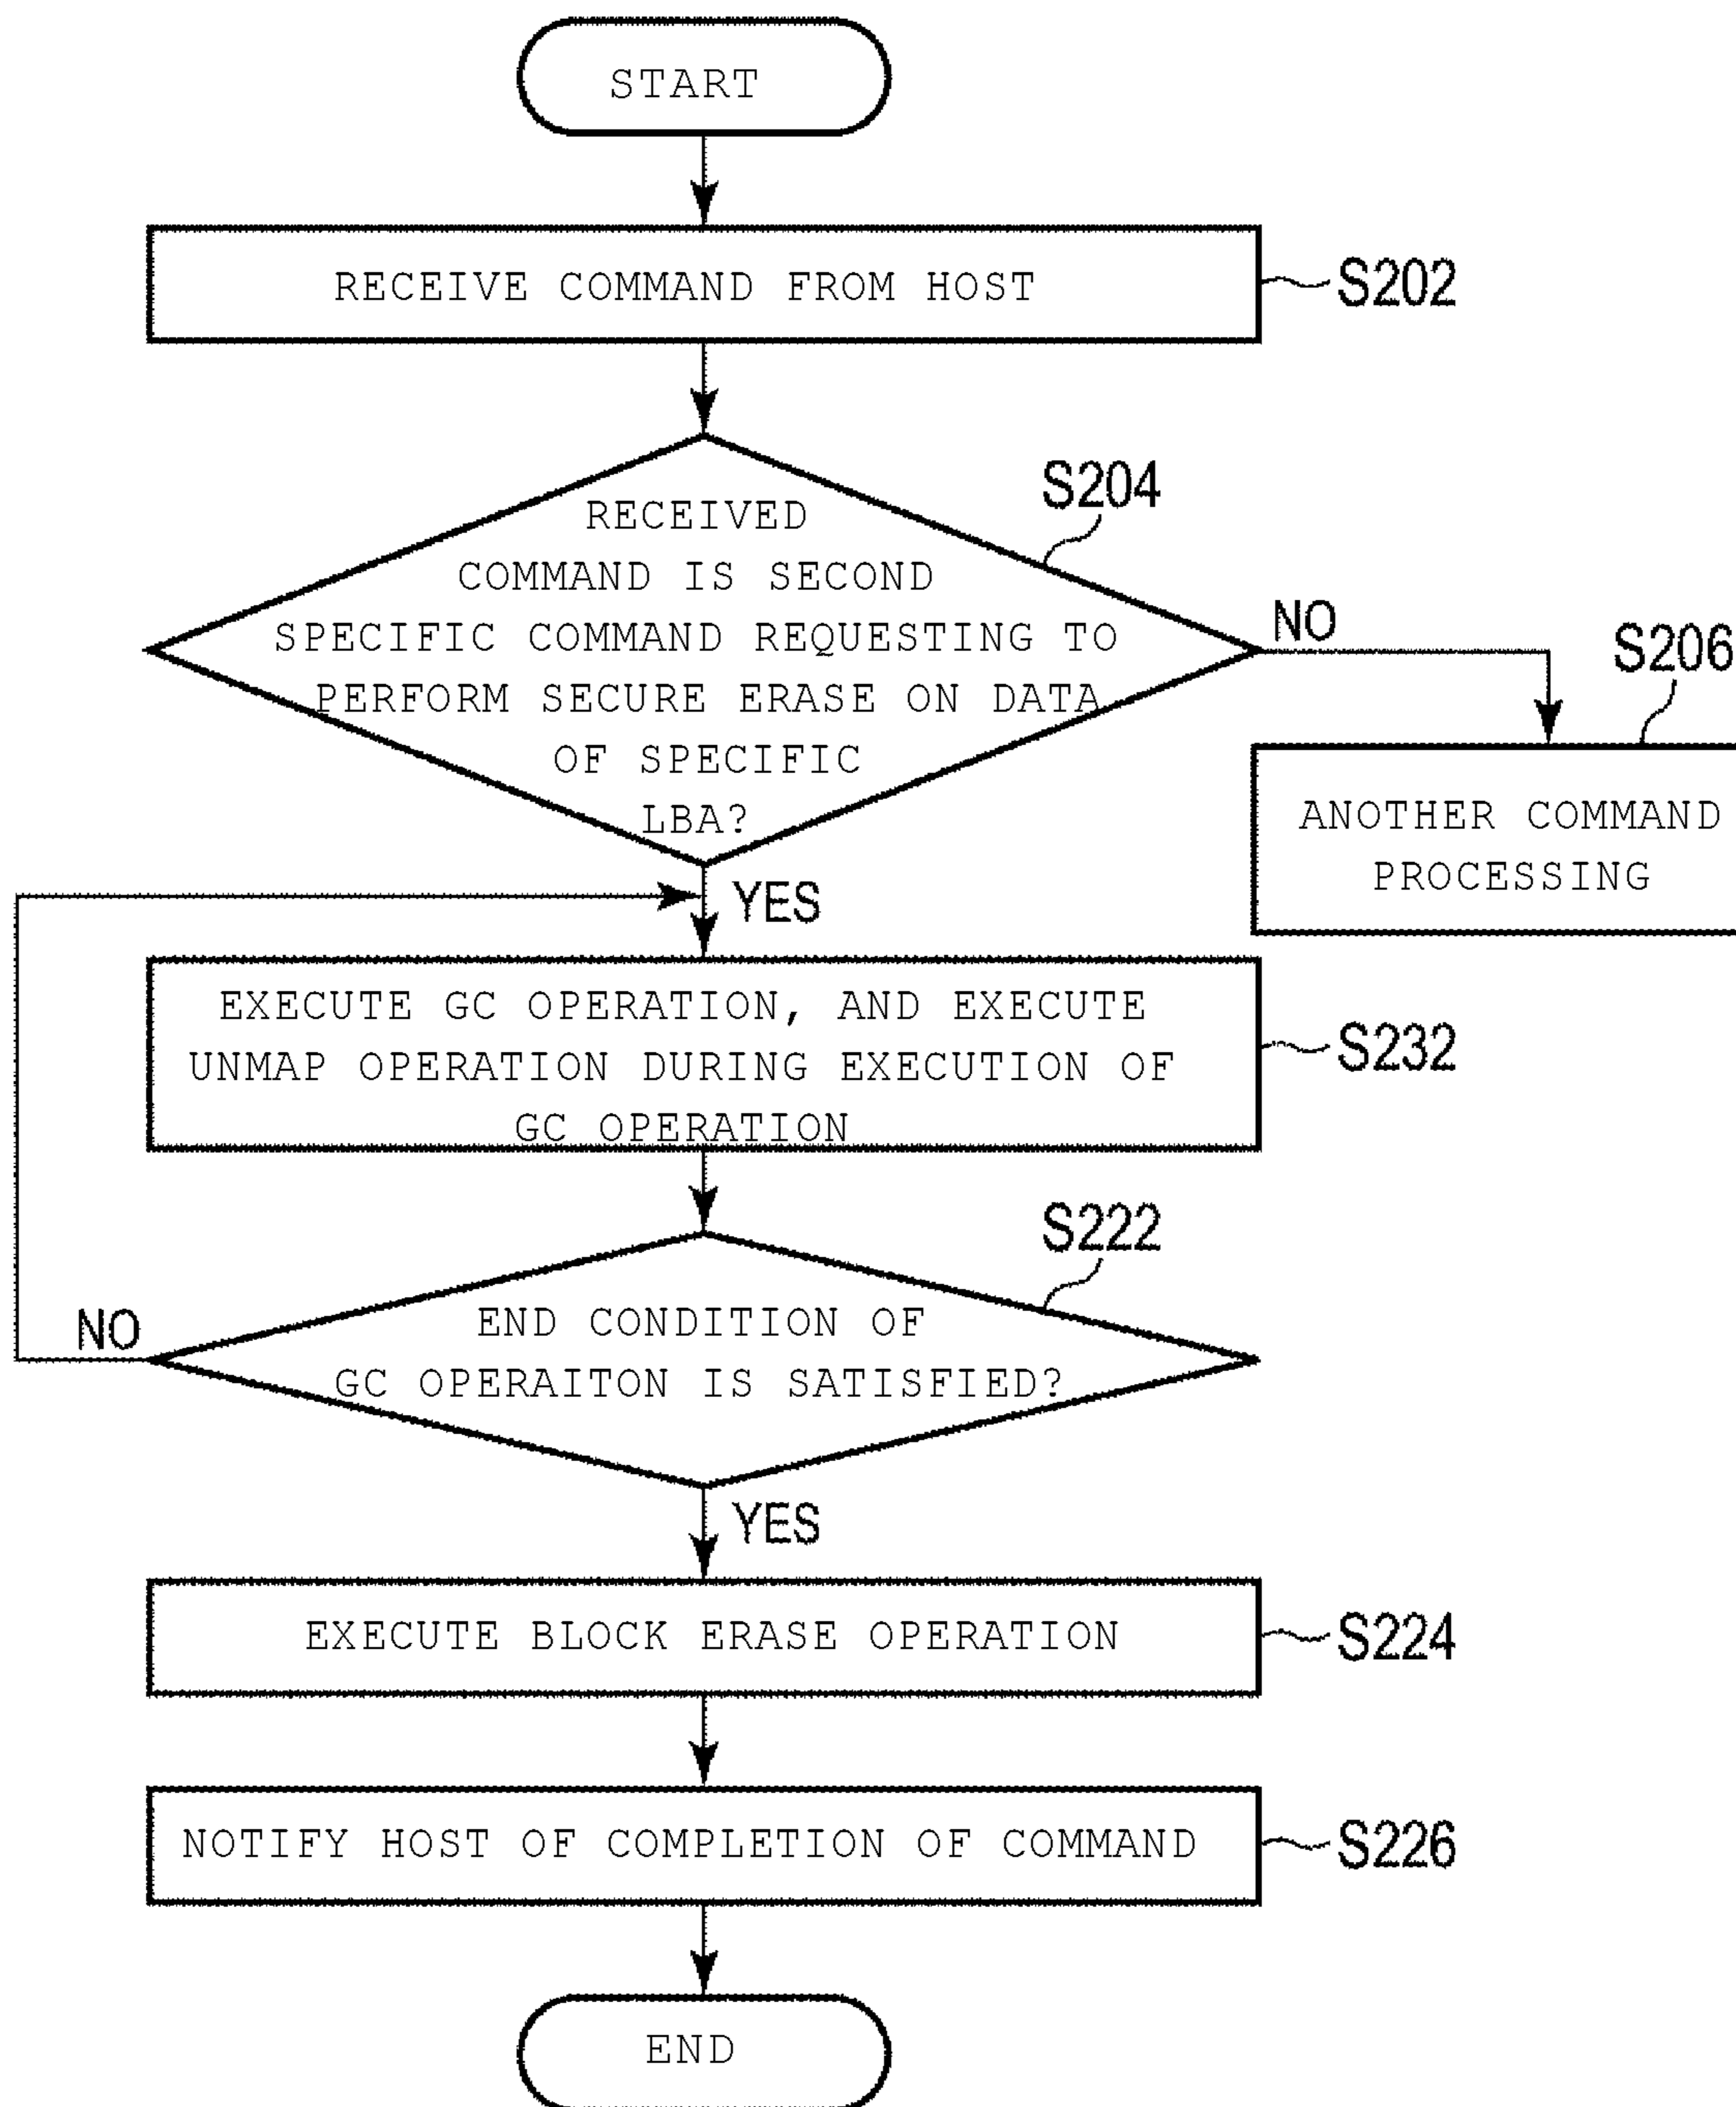 START
RECEIVE COMMAND FROM HOST
S202
S204
RECEIVED
COMMAND IS SECOND
SPECIFIC COMMAND REQUESTING TO
PERFORM SECURE ERASE ON DATA
OF SPECIFIC
LBA?
NO
S206
ANOTHER COMMAND
PROCESSING
YES
EXECUTE GC OPERATION, AND EXECUTE
UNMAP OPERATION DURING EXECUTION OF
GC OPERATION
S232
S222
END CONDITION OF
GC OPERAITON IS SATISFIED?
NO
YES
EXECUTE BLOCK ERASE OPERATION
S224
NOTIFY HOST OF COMPLETION OF COMMAND
S226
END